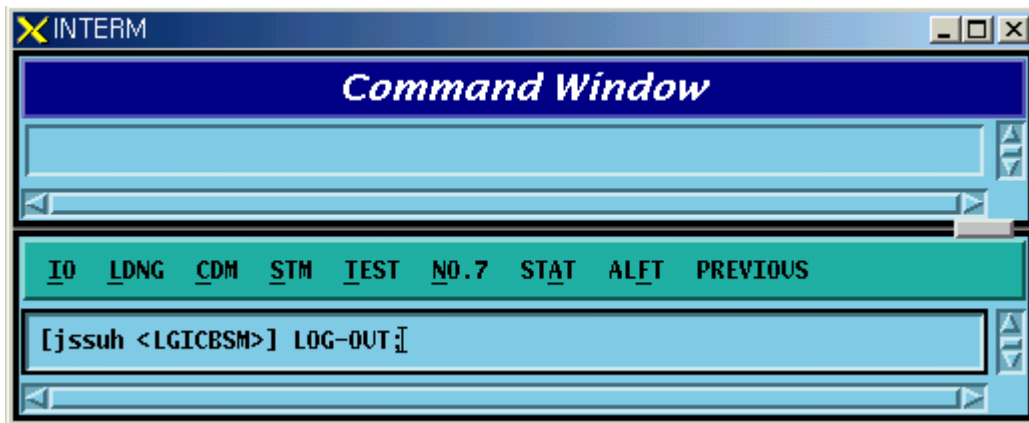 INTERM
Command Window
IO LDNG CDM STM TEST NO.7 STAT ALFT PREVIOUS
[jssuh <LGICBSM>] LOG-OUT;